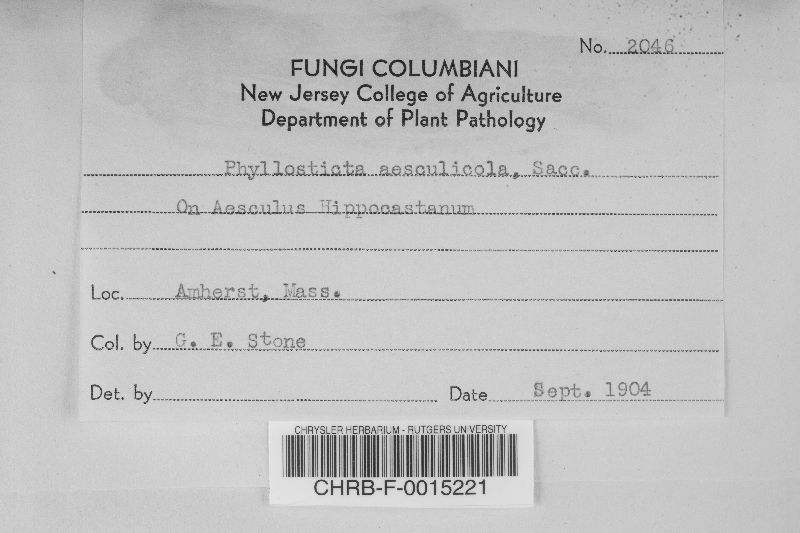 No. 2046
FUNGI COLUMBIANI
New Jersey College of Agriculture
Department of Plant Pathology
Phyllosticta aesculicola, Sacc.
On Aesculus Hippocastanum
Loc. Amherst, Mass.
Col. by G. E. Stone
Det. by
Date Sept. 1904
CHRYSLER HERBARIUM - RUTGERS UNIVERSITY
CHRB-F-0015221